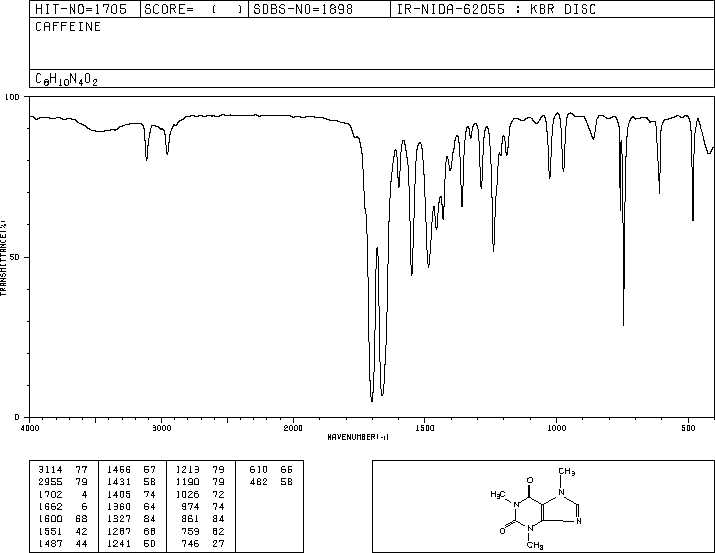 HIT-NO=1705 SCORE= ( ) SDBS-NO=1898 IR-NIDA-62055 : KBR DISC
CAFFEINE
C8H10N4O2
100
50
0
TRANSMITTANCE(%)
4000 3000 2000 1500 1000 500
WAVENUMBER(-1)
3114 77 1456 57 1213 79 610 66
2955 79 1431 58 1190 79 482 58
1702 4 1405 74 1026 72
1662 6 1360 64 974 74
1600 68 1327 84 861 84
1551 42 1287 68 759 62
1487 44 1241 50 746 27
CH3
O
N
H3C
N
N
O
N
CH3